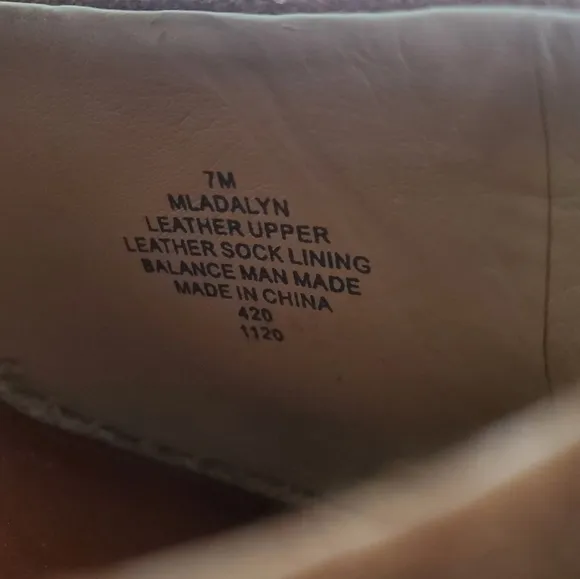 7M
MLADALYN
LEATHER UPPER
LEATHER SOCK LINING
BALANCE MAN MADE
MADE IN CHINA
420
1120